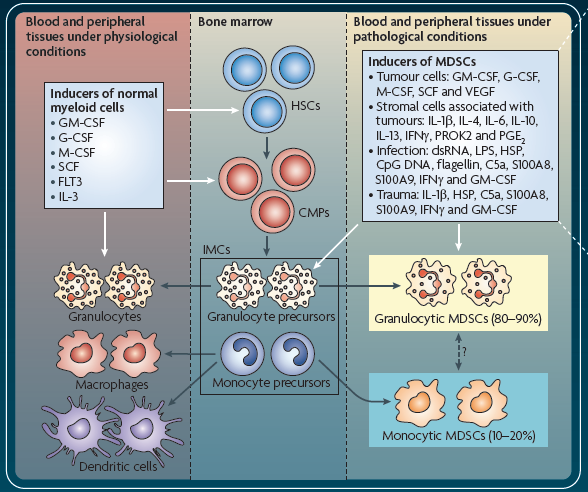 Blood and peripheral
tissues under physiological
conditions
Bone marrow
Blood and peripheral tissues under
pathological conditions
Inducers of normal
myeloid cells
• GM-CSF
• G-CSF
• M-CSF
• SCF
• FLT3
• IL-3
HSCs
CMPs
Inducers of MDSCs
• Tumour cells: GM-CSF, G-CSF,
M-CSF, SCF and VEGF
• Stromal cells associated with
tumours: IL-1β, IL-4, IL-6, IL-10,
IL-13, IFNγ, PROK2 and PGE2
• Infection: dsRNA, LPS, HSP,
CpG DNA, flagellin, C5a, S100A8,
S100A9, IFNγ and GM-CSF
• Trauma: IL-1β, HSP, C5a, S100A8,
S100A9, IFNγ and GM-CSF
IMCs
Granulocytes
Granulocyte precursors
Granulocytic MDSCs (80–90%)
?
Macrophages
Monocyte precursors
Monocytic MDSCs (10–20%)
Dendritic cells